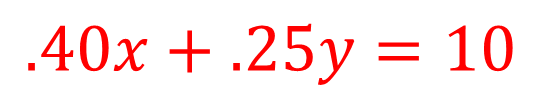 .40x + .25y = 10